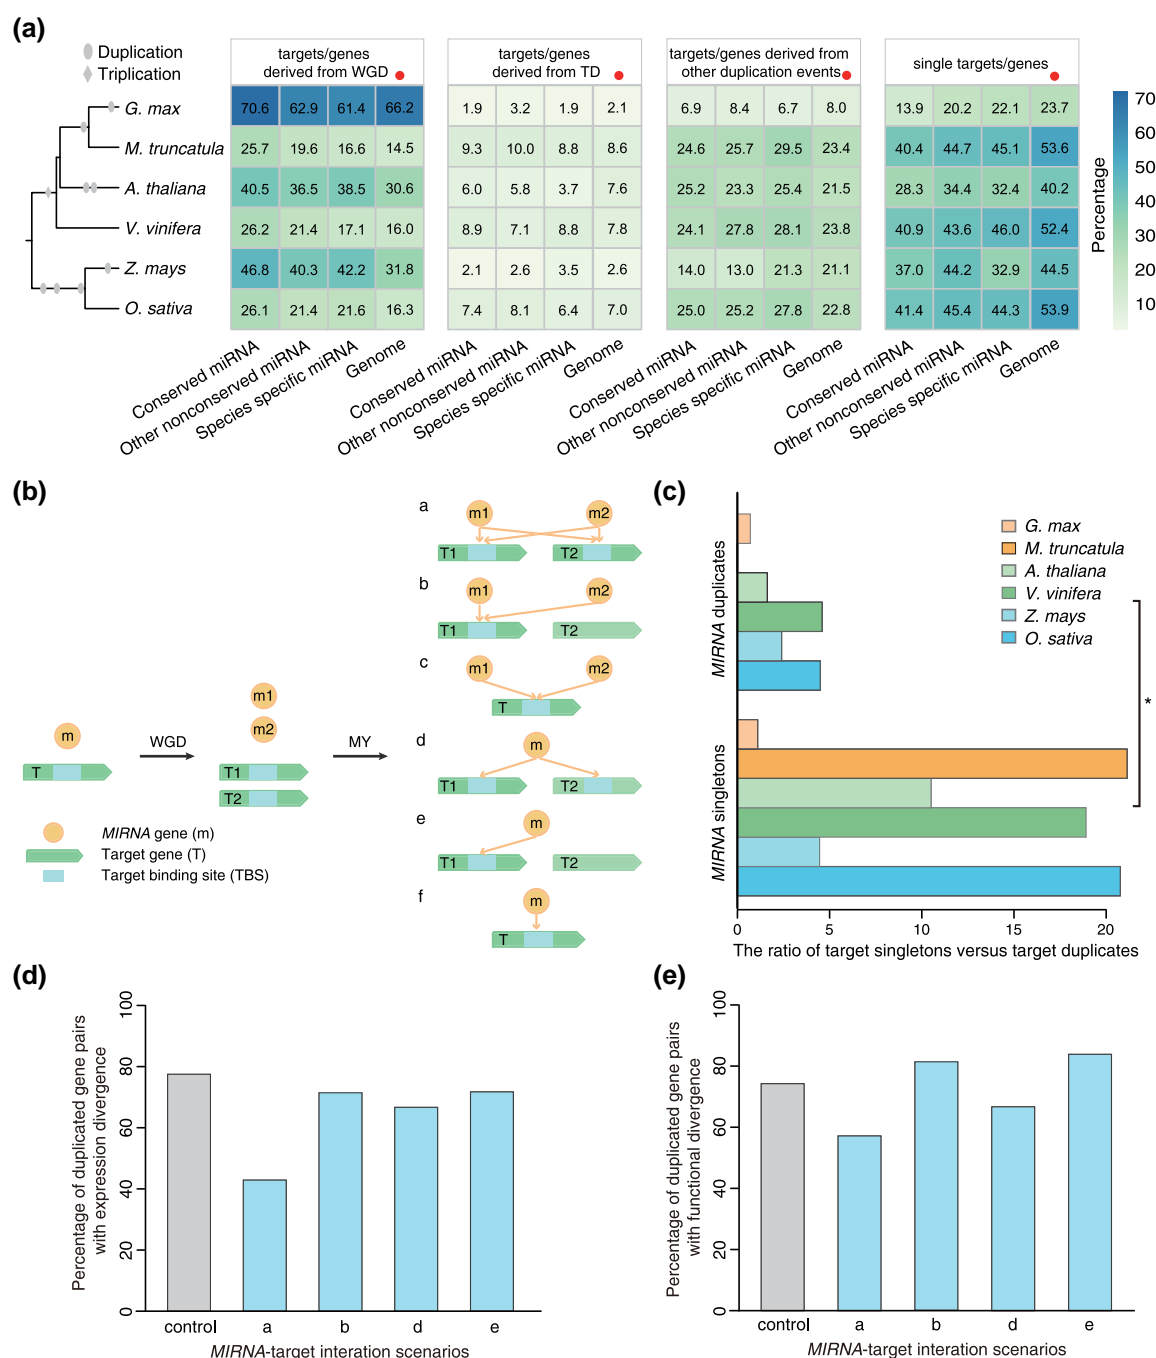 (a)
Duplication
Triplication
targets/genes
derived from WGD
targets/genes
derived from TD
targets/genes derived from
other duplication events
single targets/genes
G. max
70.6 62.9 61.4 66.2 1.9 3.2 1.9 2.1 6.9 8.4 6.7 8.0 13.9 20.2 22.1 23.7
M. truncatula
25.7 19.6 16.6 14.5 9.3 10.0 8.8 8.6 24.6 25.7 29.5 23.4 40.4 44.7 45.1 53.6
A. thaliana
40.5 36.5 38.5 30.6 6.0 5.8 3.7 7.6 25.2 23.3 25.4 21.5 28.3 34.4 32.4 40.2
V. vinifera
26.2 21.4 17.1 16.0 8.9 7.1 8.8 7.8 24.1 27.8 28.1 23.8 40.9 43.6 46.0 52.4
Z. mays
46.8 40.3 42.2 31.8 2.1 2.6 3.5 2.6 14.0 13.0 21.3 21.1 37.0 44.2 32.9 44.5
O. sativa
26.1 21.4 21.6 16.3 7.4 8.1 6.4 7.0 25.0 25.2 27.8 22.8 41.4 45.4 44.3 53.9
Conserved miRNA
Other nonconserved miRNA
Species specific miRNA
Genome
Conserved miRNA
Other nonconserved miRNA
Species specific miRNA
Genome
Conserved miRNA
Other nonconserved miRNA
Species specific miRNA
Genome
Conserved miRNA
Other nonconserved miRNA
Species specific miRNA
Genome
Percentage
70
60
50
40
30
20
10
(b)
m
T
WGD
m1
m2
T1
T2
MY
a
m1 m2
T1 T2
b
m1 m2
T1 T2
c
m1 m2
T
d
m
T1 T2
e
m
T1 T2
f
m
T
MIRNA gene (m)
Target gene (T)
Target binding site (TBS)
(c)
MIRNA duplicates
MIRNA singletons
G. max
M. truncatula
A. thaliana
V. vinifera
Z. mays
O. sativa
*
0 5 10 15 20
The ratio of target singletons versus target duplicates
(d)
Percentage of duplicated gene pairs
with expression divergence
0 20 40 60 80 100
control a b d e
MIRNA-target interation scenarios
(e)
Percentage of duplicated gene pairs
with functional divergence
0 20 40 60 80 100
control a b d e
MIRNA-target interation scenarios